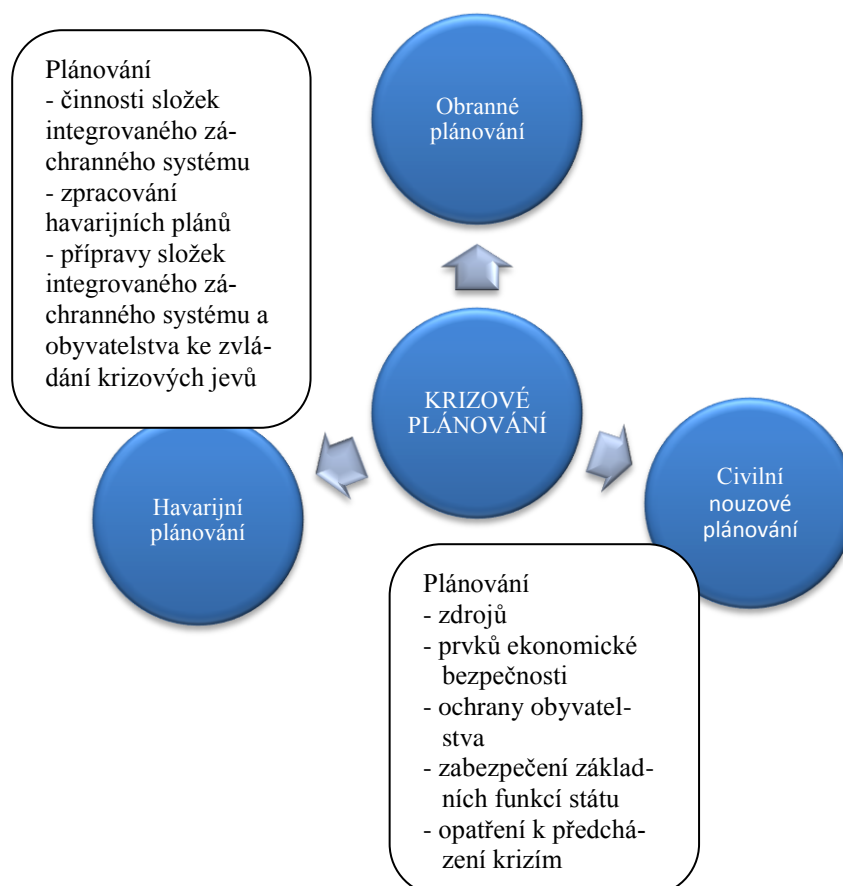 Plánování
- činnosti složek
integrovaného zá-
chranného systému
- zpracování
havarijních plánů
- přípravy složek
integrovaného zá-
chranného systému a
obyvatelstva ke zvlá-
dání krizových jevů
Obranné
plánování
KRIZOVÉ
PLÁNOVÁNÍ
Havarijní
plánování
Civilní
nouzové
plánování
Plánování
- zdrojů
- prvků ekonomické
bezpečnosti
- ochrany obyvatel-
stva
- zabezpečení základ-
ních funkcí státu
- opatření k předchá-
zení krizím